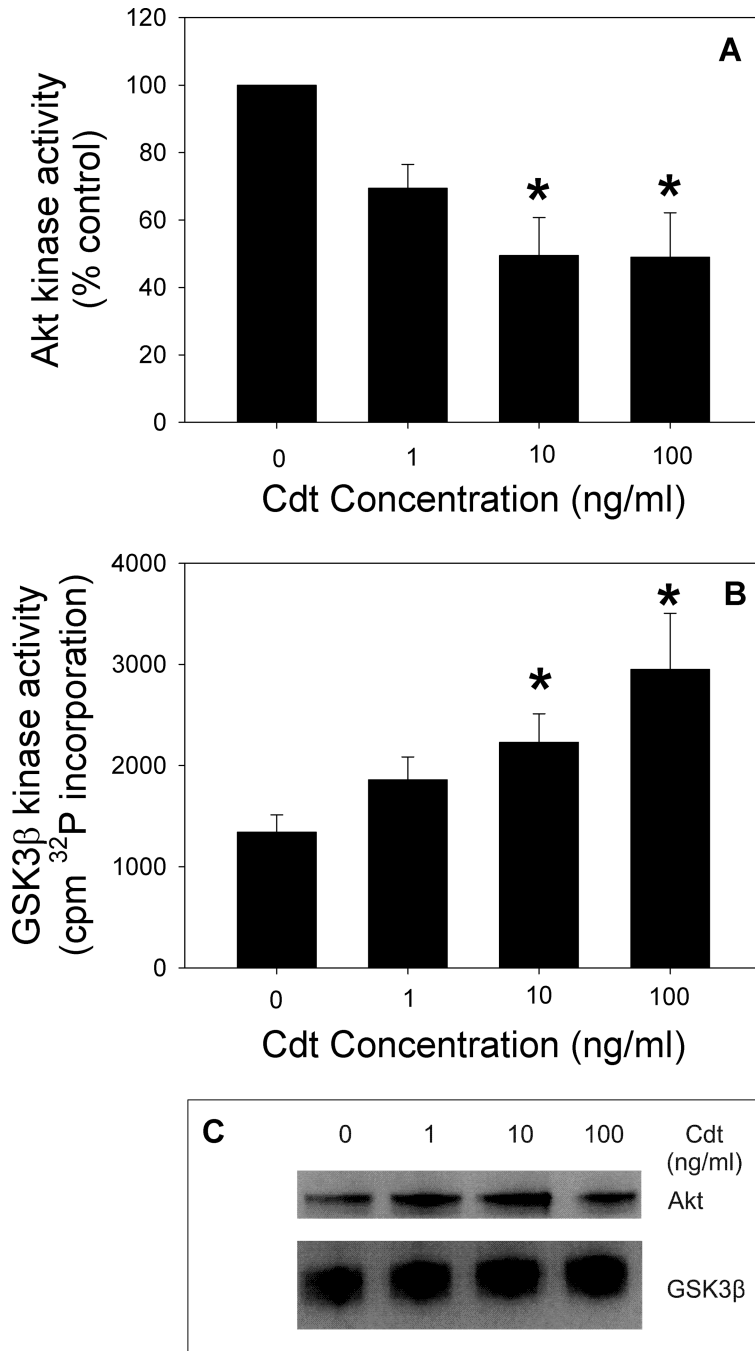 A
Akt kinase activity
(% control)
120
100
80
60
40
20
0
*
*
0 1 10 100
Cdt Concentration (ng/ml)
B
GSK3β kinase activity
(cpm ³²P incorporation)
4000
3000
2000
1000
0
*
*
0 1 10 100
Cdt Concentration (ng/ml)
C 0 1 10 100 Cdt
(ng/ml)
Akt
GSK3β